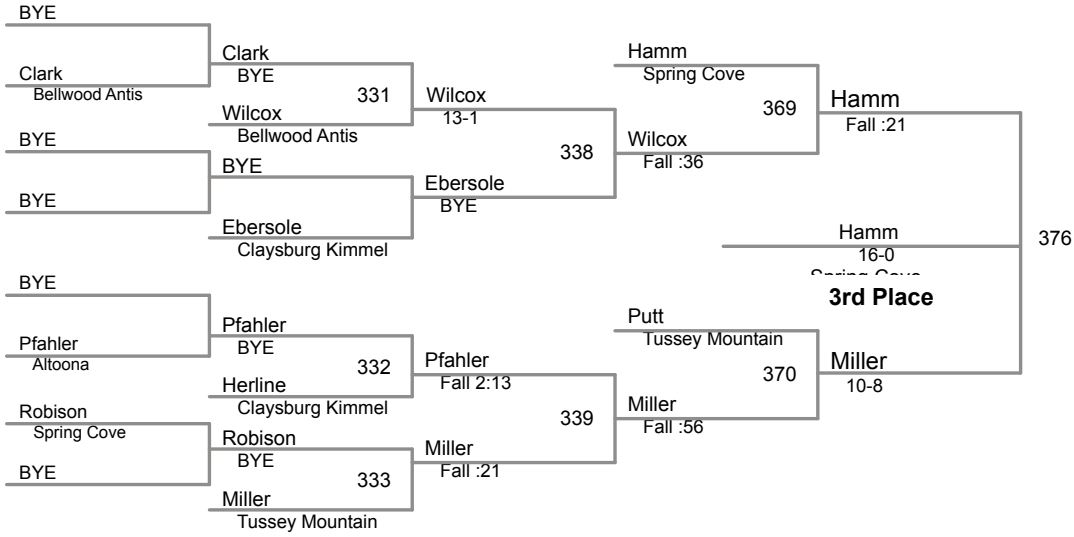 BYE
Clark
Bellwood Antis
BYE
BYE
BYE
Pfahler
Altoona
Robison
Spring Cove
BYE
Clark
BYE
331
Wilcox
Bellwood Antis
BYE
Ebersole
Claysburg Kimmel
Pfahler
BYE
332
Herline
Claysburg Kimmel
Robison
BYE
333
Miller
Tussey Mountain
Wilcox
13-1
338
Ebersole
BYE
Pfahler
Fall 2:13
339
Miller
Fall :21
Hamm
Spring Cove
369
Wilcox
Fall :36
Putt
Tussey Mountain
370
Miller
Fall :56
Hamm
Fall :21
Hamm
16-0
Spring Cove
376
3rd Place
Miller
10-8